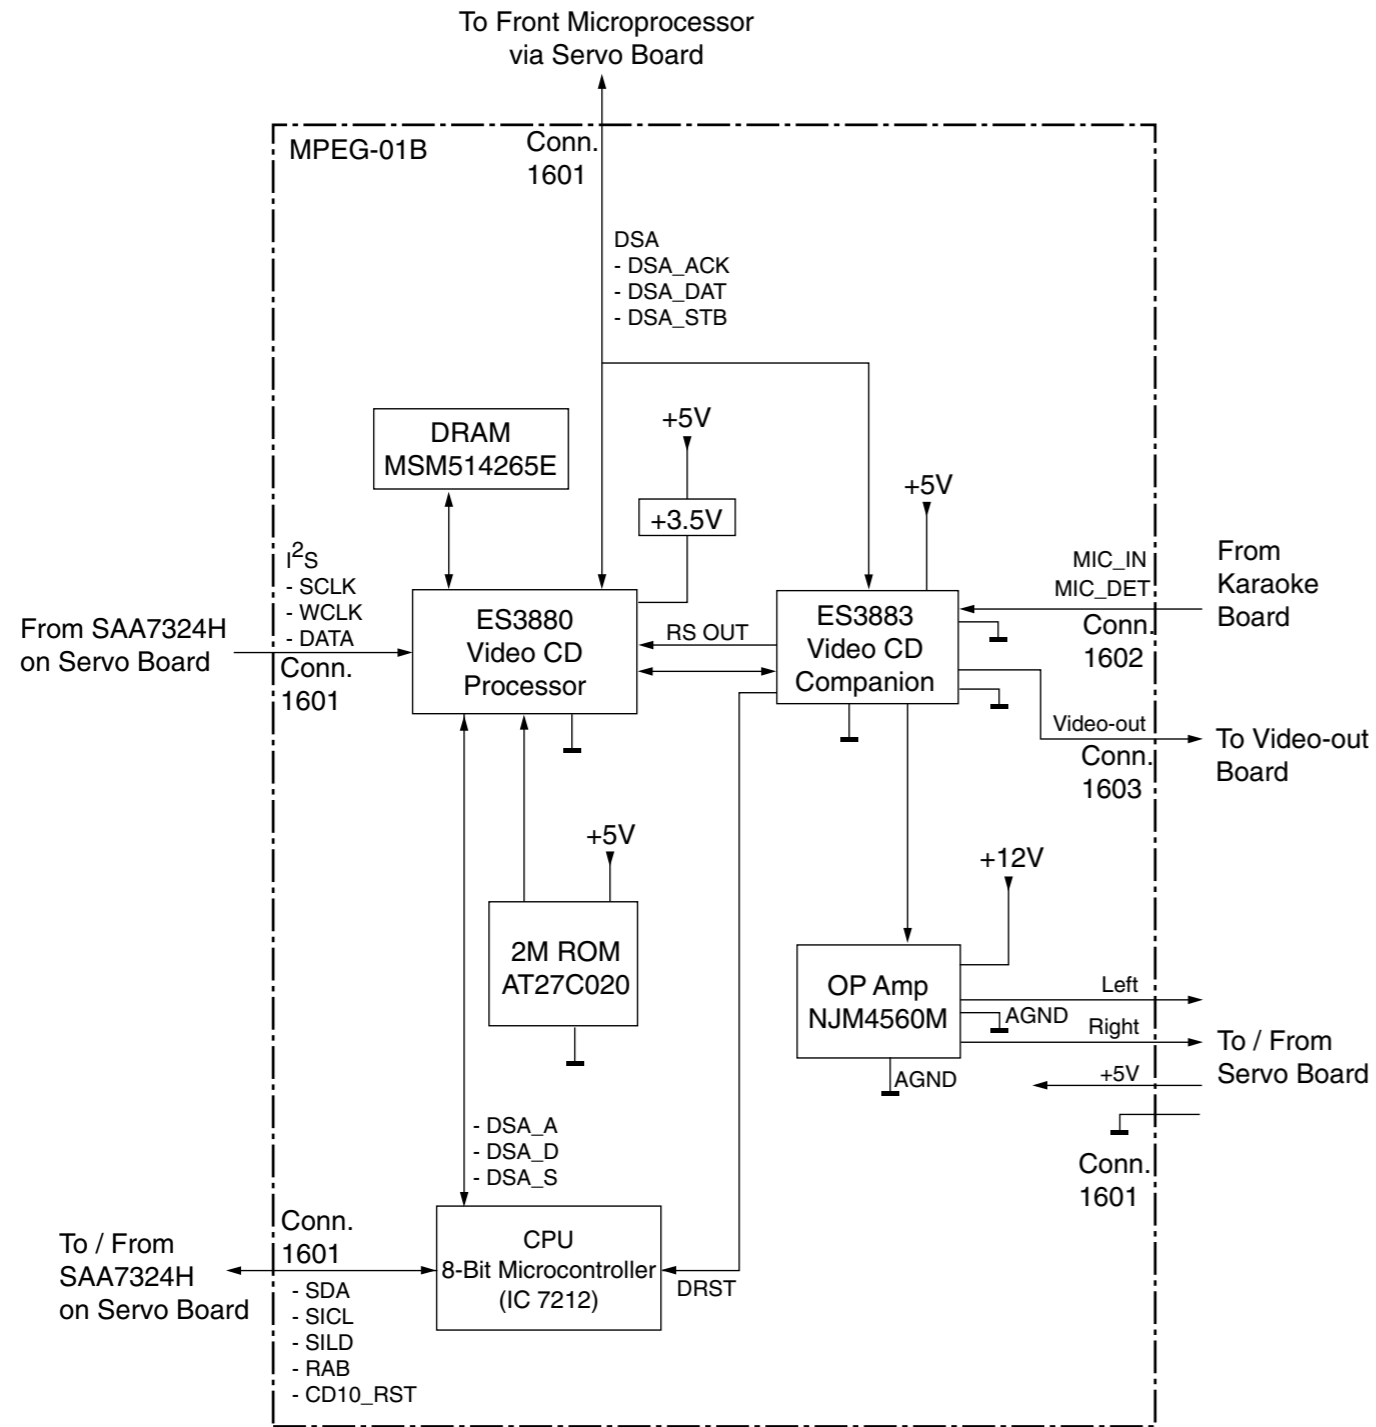 To Front Microprocessor
via Servo Board
MPEG-01B
Conn.
1601
DSA
- DSA_ACK
- DSA_DAT
- DSA_STB
DRAM
MSM514265E
+5V
+3.5V
+5V
I2S
- SCLK
- WCLK
- DATA
From SAA7324H
on Servo Board
Conn.
1601
ES3880
Video CD
Processor
RS OUT
ES3883
Video CD
Companion
MIC_IN
MIC_DET
Conn.
1602
From
Karaoke
Board
Video-out
Conn.
1603
To Video-out
Board
+5V
2M ROM
AT27C020
+12V
OP Amp
NJM4560M
Left
AGND
Right
AGND
+5V
To / From
Servo Board
Conn.
1601
- DSA_A
- DSA_D
- DSA_S
To / From
SAA7324H
on Servo Board
Conn.
1601
- SDA
- SICL
- SILD
- RAB
- CD10_RST
CPU
8-Bit Microcontroller
(IC 7212)
DRST